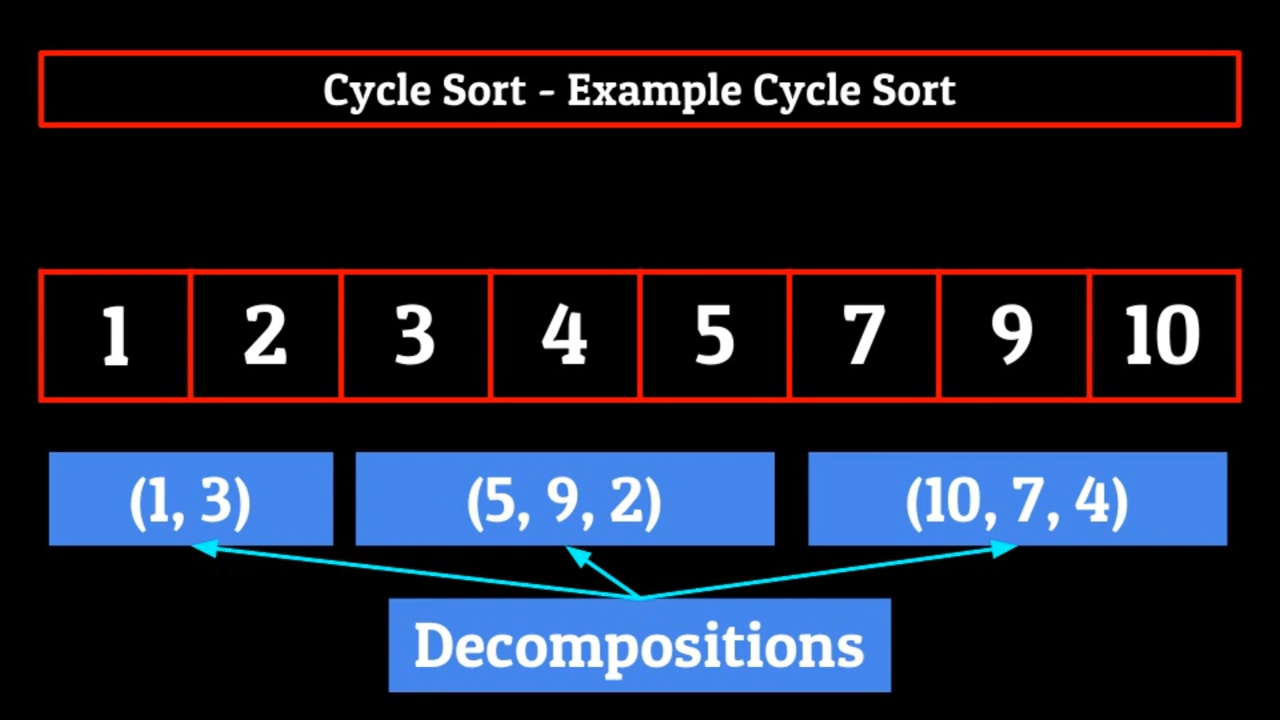 Cycle Sort - Example Cycle Sort
1 2 3 4 5 7 9 10
(1, 3) (5, 9, 2) (10, 7, 4)
Decompositions